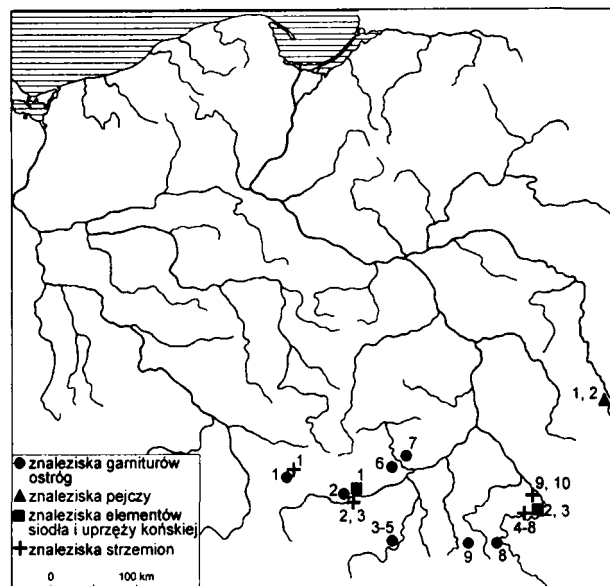 1, 2
7
1
6
1
1
2
9, 10
2, 3
2, 3
4-8
3-5
9
8
znaleziska garniturów
ostróg
znaleziska pejczy
znaleziska elementów
siodła i uprzęży końskiej
znaleziska strzemion
0
100 km